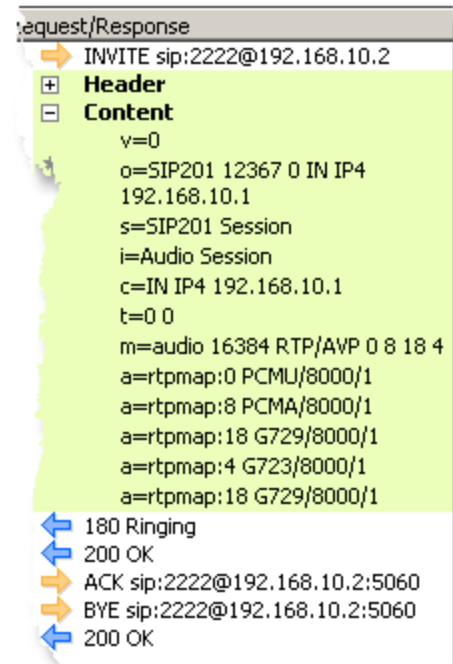 equest/Response
INVITE sip:2222@192.168.10.2
Header
Content
v=0
o=SIP201 12367 0 IN IP4
192.168.10.1
s=SIP201 Session
i=Audio Session
c=IN IP4 192.168.10.1
t=0 0
m=audio 16384 RTP/AVP 0 8 18 4
a=rtpmap:0 PCMU/8000/1
a=rtpmap:8 PCMA/8000/1
a=rtpmap:18 G729/8000/1
a=rtpmap:4 G723/8000/1
a=rtpmap:18 G729/8000/1
180 Ringing
200 OK
ACK sip:2222@192.168.10.2:5060
BYE sip:2222@192.168.10.2:5060
200 OK